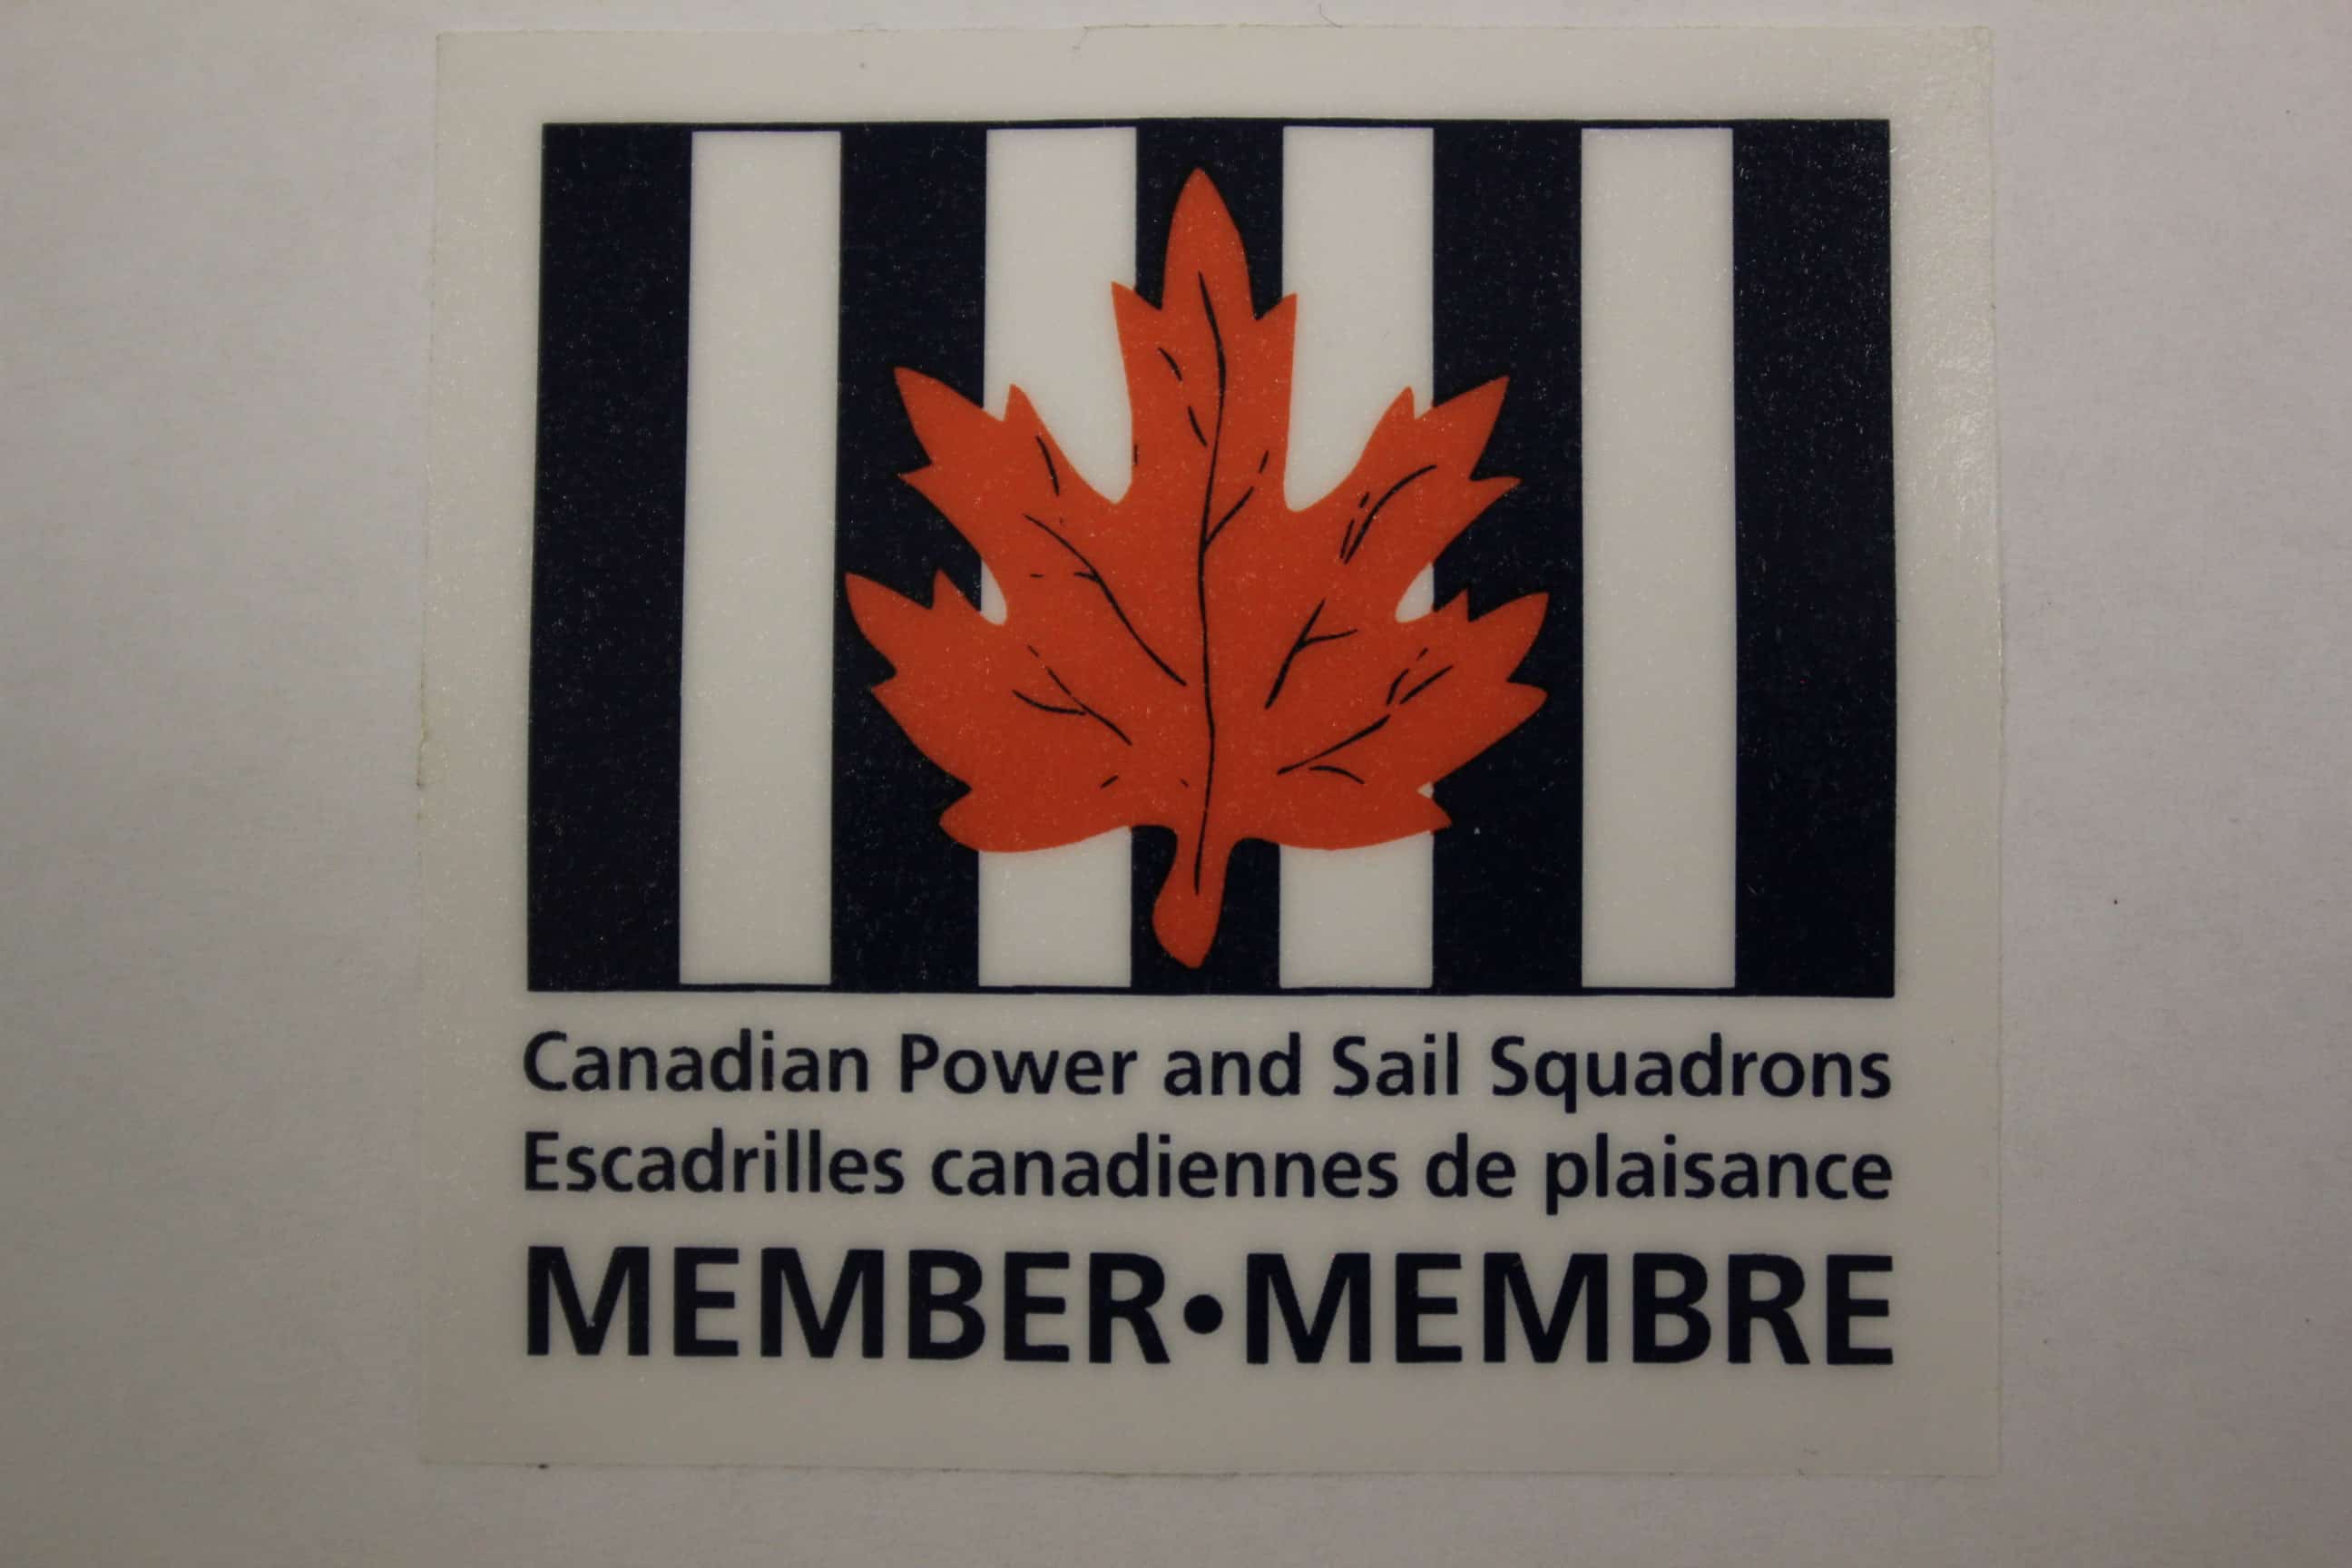 Canadian Power and Sail Squadrons
Escadrilles canadiennes de plaisance
MEMBER•MEMBRE